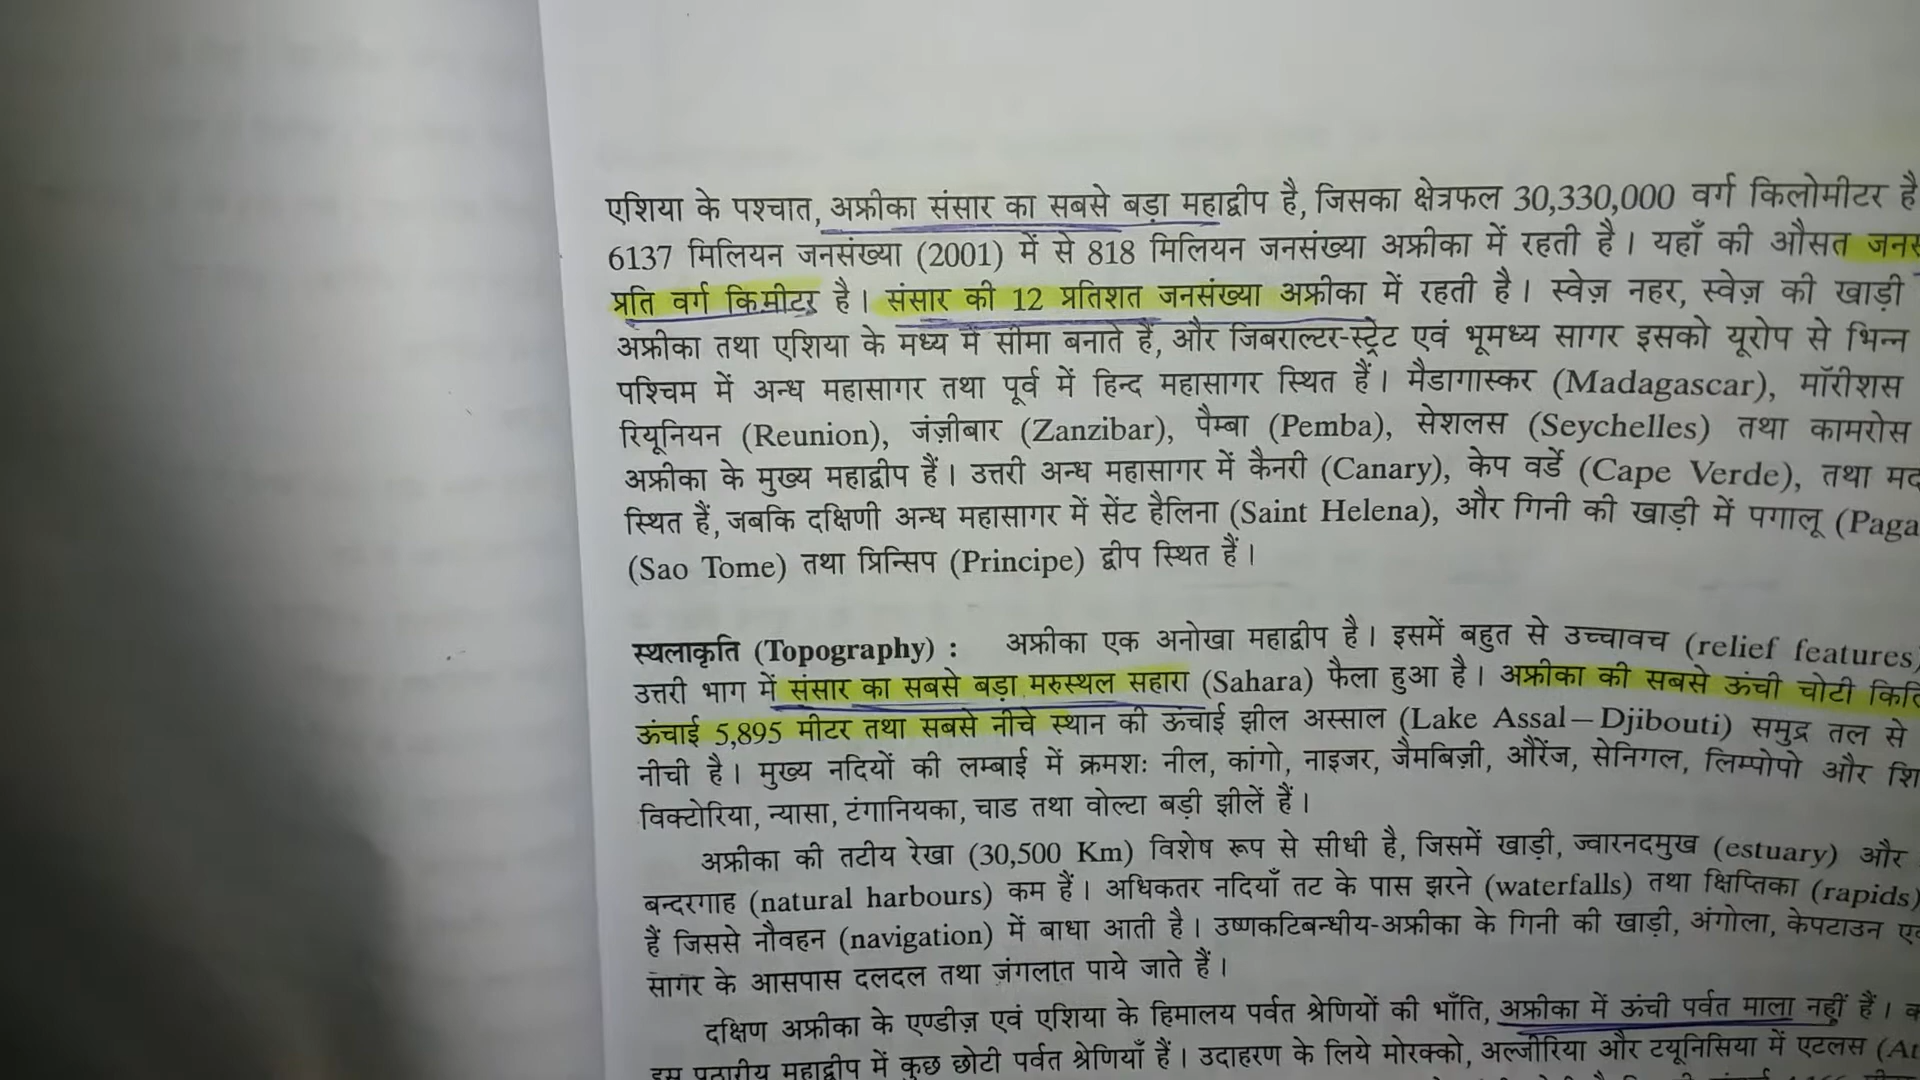 एशिया के पश्चात, अफ्रीका संसार का सबसे बड़ा महाद्वीप है, जिसका क्षेत्रफल 30,330,000 वर्ग किलोमीटर है
6137 मिलियन जनसंख्या (2001) में से 818 मिलियन जनसंख्या अफ्रीका में रहती है। यहाँ की औसत
प्रति वर्ग किमीटर है। संसार की 12 प्रतिशत जनसंख्या अफ्रीका में रहती है। स्वेज़ नहर, स्वेज़ की खाड़ी
अफ्रीका तथा एशिया के मध्य में सीमा बनाते हैं, और जिबराल्टर-स्ट्रेट एवं भूमध्य सागर इसको यूरोप से भिन्न
पश्चिम में अन्ध महासागर तथा पूर्व में हिन्द महासागर स्थित हैं। मैडागास्कर (Madagascar), मॉरीशस
रियूनियन (Reunion), जंज़ीबार (Zanzibar), पैम्बा (Pemba), सेशलस (Seychelles) तथा कामरोस
अफ्रीका के मुख्य महाद्वीप हैं। उत्तरी अन्ध महासागर में कैनरी (Canary), केप वर्डे (Cape Verde), तथा
स्थित हैं, जबकि दक्षिणी अन्ध महासागर में सेंट हैलिना (Saint Helena), और गिनी की खाड़ी में पगालू
(Sao Tome) तथा प्रिन्सिप (Principe) द्वीप स्थित हैं।
स्थलाकृति (Topography) : अफ्रीका एक अनोखा महाद्वीप है। इसमें बहुत से उच्चावच (relief features)
उत्तरी भाग में संसार का सबसे बड़ा मरुस्थल सहारा (Sahara) फैला हुआ है। अफ्रीका की सबसे ऊंची चोटी
ऊंचाई 5,895 मीटर तथा सबसे नीचे स्थान की ऊंचाई झील अस्साल (Lake Assal–Djibouti) समुद्र तल से
नीची है। मुख्य नदियों की लम्बाई में क्रमशः नील, कांगो, नाइजर, जैमबिज़ी, औरेंज, सेनिगल, लिम्पोपो और
विक्टोरिया, न्यासा, टंगानियका, चाड तथा वोल्टा बड़ी झीलें हैं।
अफ्रीका की तटीय रेखा (30,500 Km) विशेष रूप से सीधी है, जिसमें खाड़ी, ज्वारनदमुख (estuary) और
बन्दरगाह (natural harbours) कम हैं। अधिकतर नदियाँ तट के पास झरने (waterfalls) तथा क्षिप्तिका (rapids)
हैं जिससे नौवहन (navigation) में बाधा आती है। उष्णकटिबन्धीय-अफ्रीका के गिनी की खाड़ी, अंगोला, केपटाउन
सागर के आसपास दलदल तथा ज़ंगलात पाये जाते हैं।
दक्षिण अफ्रीका के एण्डीज़ एवं एशिया के हिमालय पर्वत श्रेणियों की भाँति, अफ्रीका में ऊंची पर्वत माला नहीं हैं।
इस पठारीय महाद्वीप में कुछ छोटी पर्वत श्रेणियाँ हैं। उदाहरण के लिये मोरक्को, अल्जीरिया और टयूनिसिया में एटलस